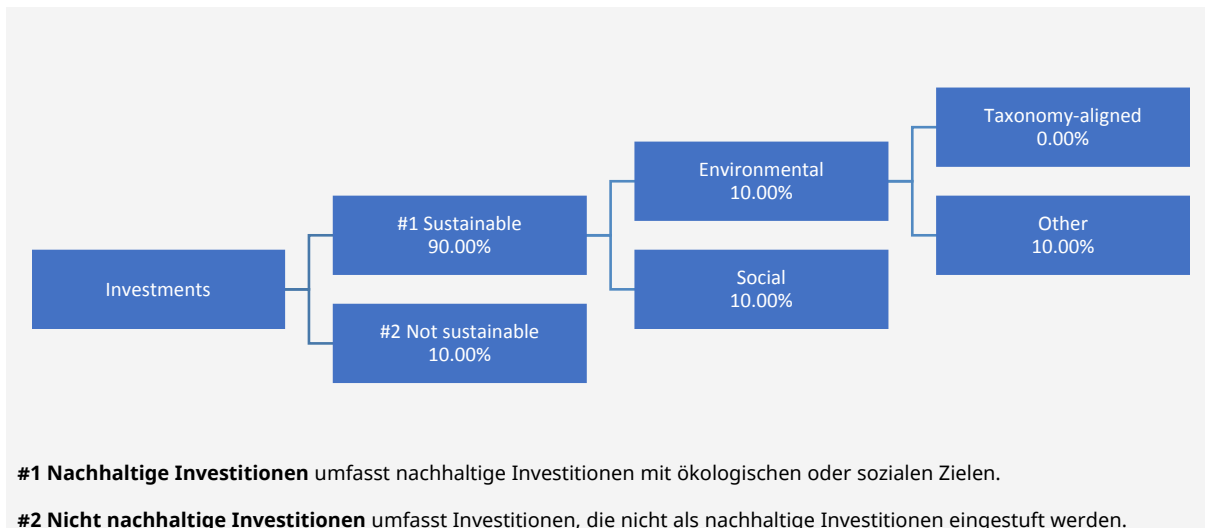 Investments
#1 Sustainable
90.00%
#2 Not sustainable
10.00%
Environmental
10.00%
Social
10.00%
Taxonomy-aligned
0.00%
Other
10.00%
#1 Nachhaltige Investitionen umfasst nachhaltige Investitionen mit ökologischen oder sozialen Zielen.
#2 Nicht nachhaltige Investitionen umfasst Investitionen, die nicht als nachhaltige Investitionen eingestuft werden.